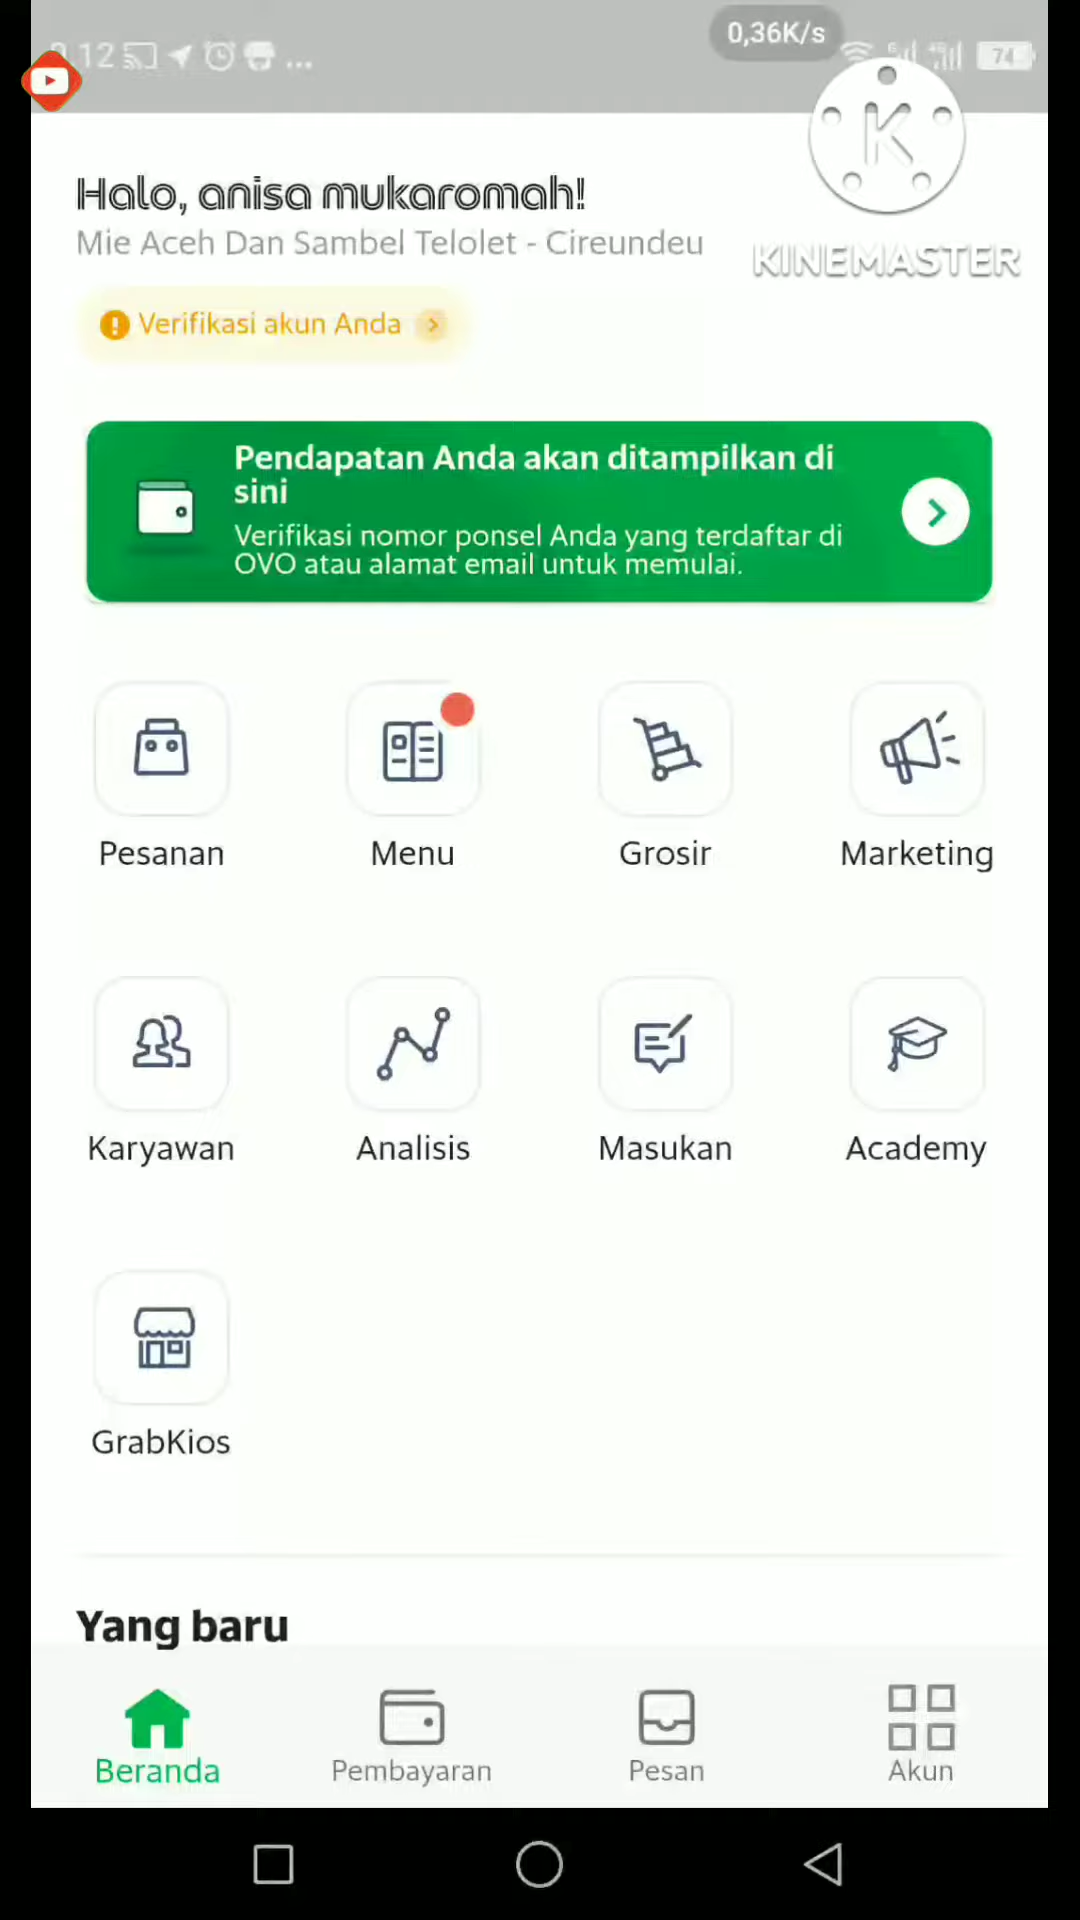 0,36K/s
12
...
74
K
KINEMASTER
Halo, anisa mukaromah!
Mie Aceh Dan Sambel Telolet - Cireundeu
Verifikasi akun Anda
Pendapatan Anda akan ditampilkan di
sini
Verifikasi nomor ponsel Anda yang terdaftar di
OVO atau alamat email untuk memulai.
Pesanan
Menu
Grosir
Marketing
Karyawan
Analisis
Masukan
Academy
GrabKios
Yang baru
Beranda
Pembayaran
Pesan
Akun